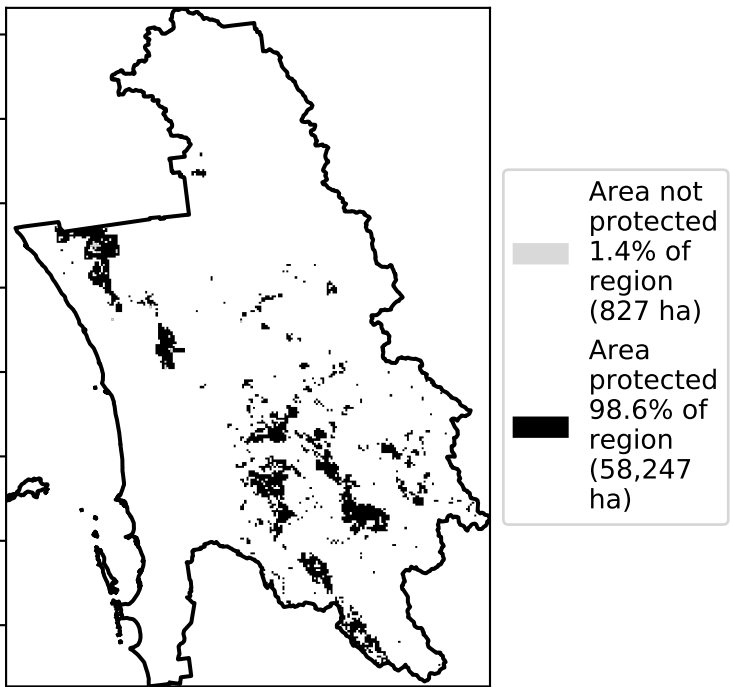 Area not
protected
1.4% of
region
(827 ha)
Area
protected
98.6% of
region
(58,247
ha)